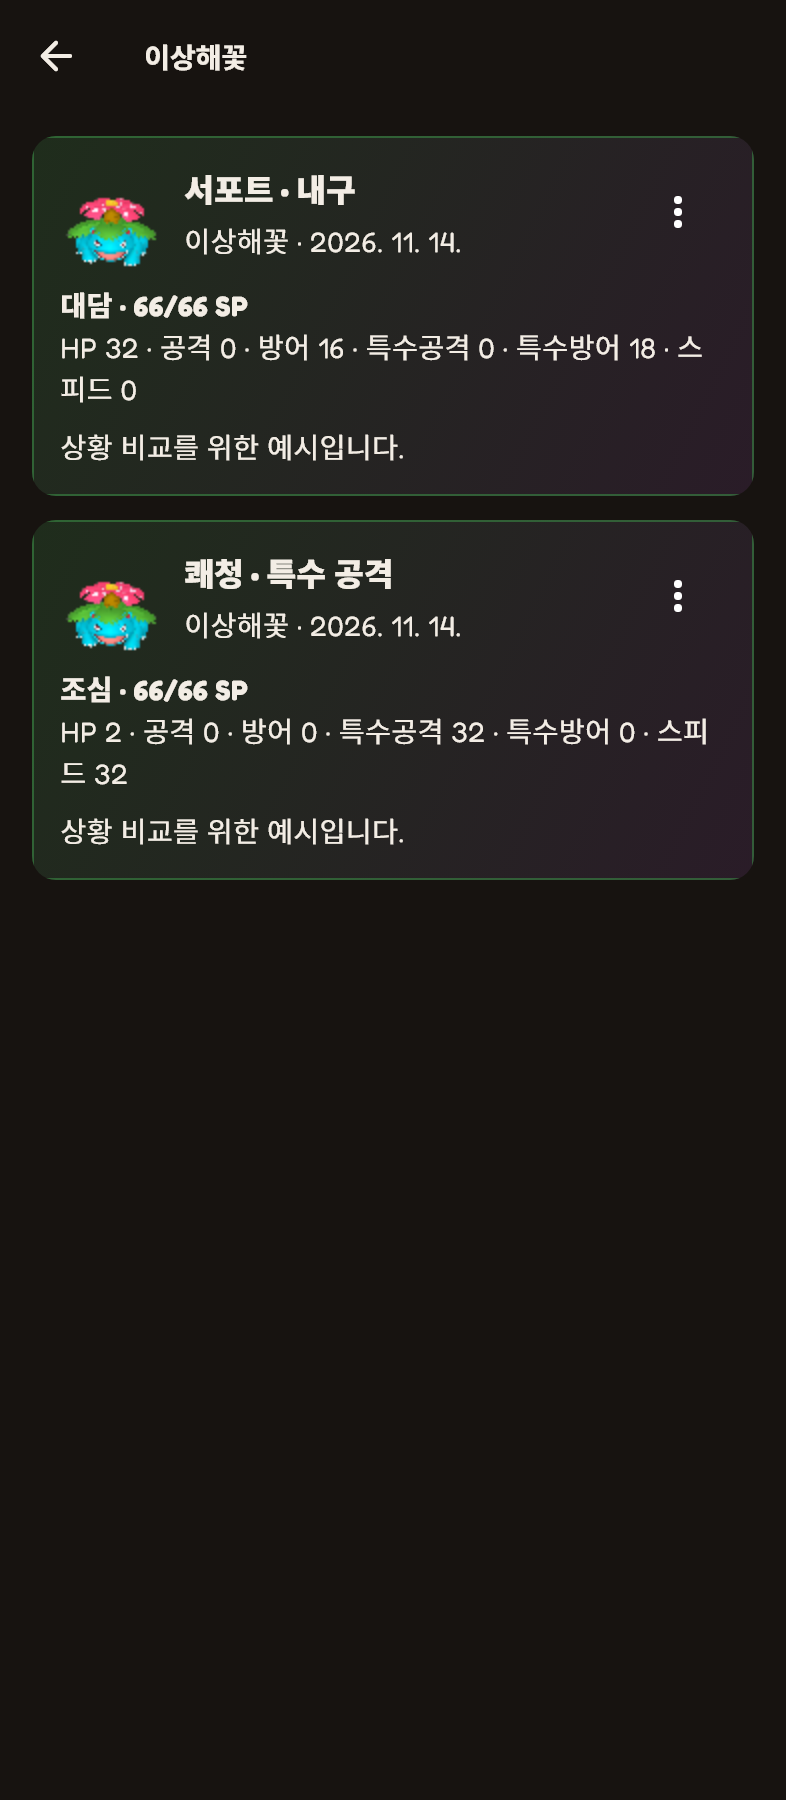 이상해꽃
서포트 · 내구
이상해꽃 · 2026. 11. 14.
대담 · 66/66 SP
HP 32 · 공격 0 · 방어 16 · 특수공격 0 · 특수방어 18 · 스
피드 0
상황 비교를 위한 예시입니다.
쾌청 · 특수 공격
이상해꽃 · 2026. 11. 14.
조심 · 66/66 SP
HP 2 · 공격 0 · 방어 0 · 특수공격 32 · 특수방어 0 · 스피
드 32
상황 비교를 위한 예시입니다.